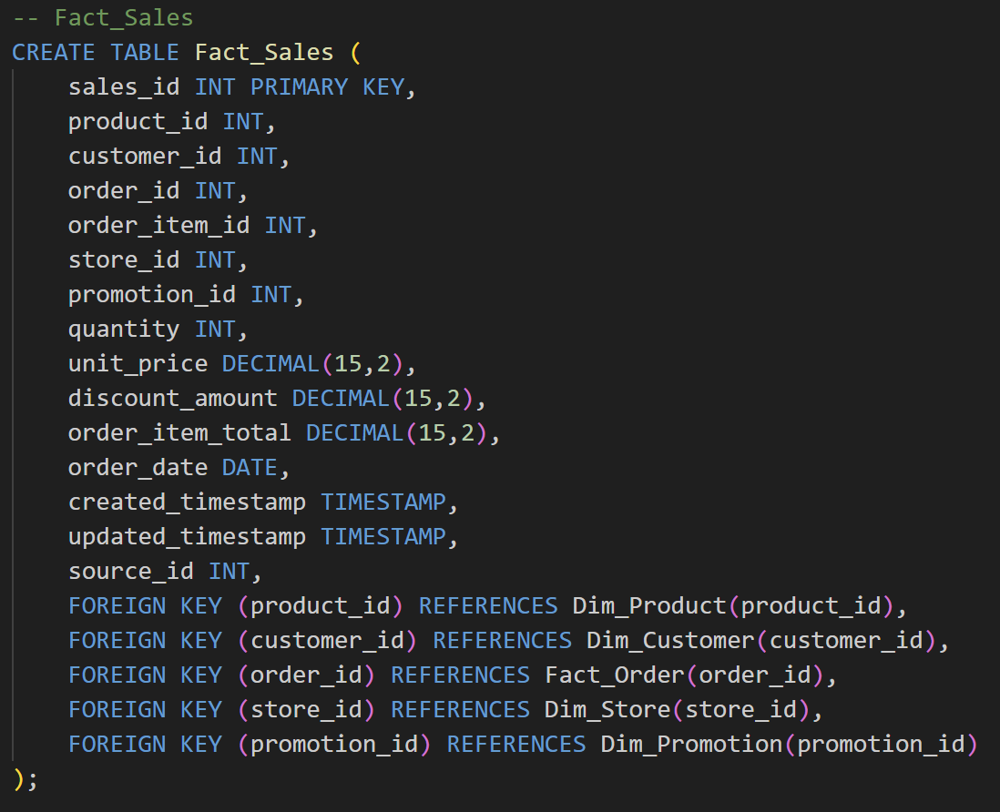 -- Fact_Sales
CREATE TABLE Fact_Sales (
    sales_id INT PRIMARY KEY,
    product_id INT,
    customer_id INT,
    order_id INT,
    order_item_id INT,
    store_id INT,
    promotion_id INT,
    quantity INT,
    unit_price DECIMAL(15,2),
    discount_amount DECIMAL(15,2),
    order_item_total DECIMAL(15,2),
    order_date DATE,
    created_timestamp TIMESTAMP,
    updated_timestamp TIMESTAMP,
    source_id INT,
    FOREIGN KEY (product_id) REFERENCES Dim_Product(product_id),
    FOREIGN KEY (customer_id) REFERENCES Dim_Customer(customer_id),
    FOREIGN KEY (order_id) REFERENCES Fact_Order(order_id),
    FOREIGN KEY (store_id) REFERENCES Dim_Store(store_id),
    FOREIGN KEY (promotion_id) REFERENCES Dim_Promotion(promotion_id)
);